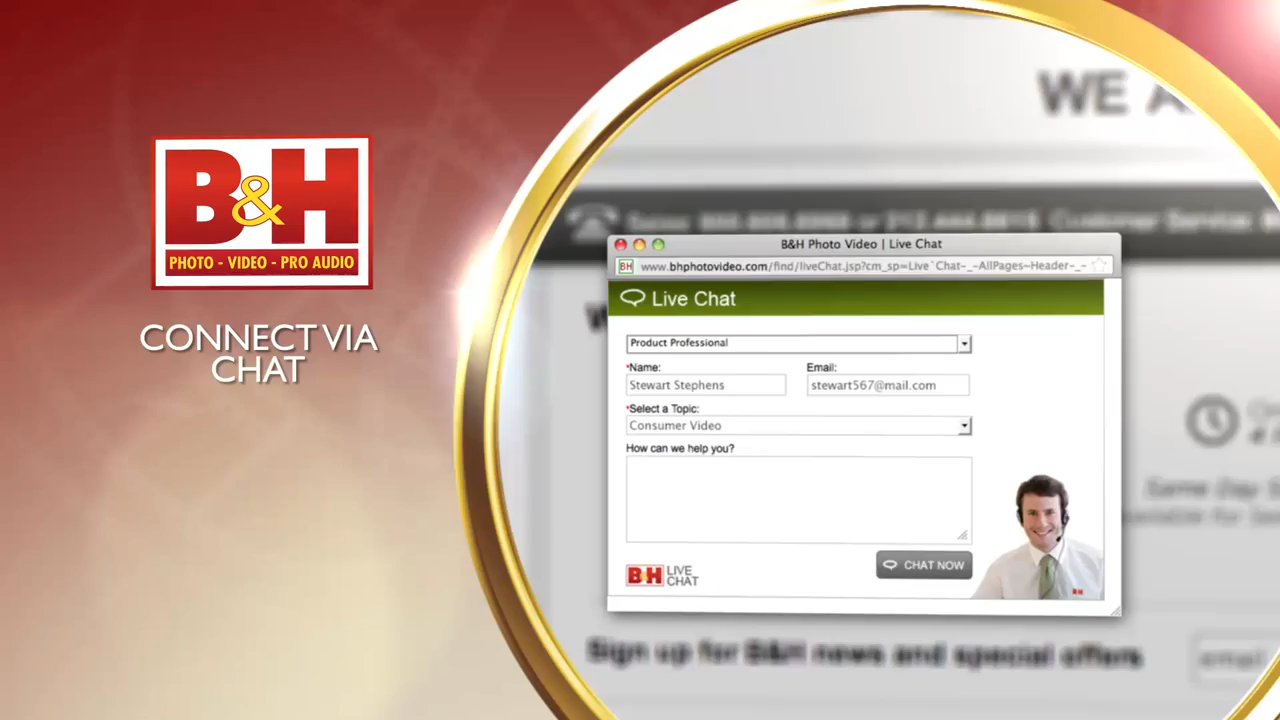 B&H
PHOTO - VIDEO - PRO AUDIO
CONNECT VIA
CHAT
WE
B&H Photo Video | Live Chat
BH www.bhphotovideo.com/find/liveChat.jsp?cm_sp=Live`Chat-_-AllPages-Header-_-
Live Chat
Product Professional
*Name:
Email:
Stewart Stephens
stewart567@mail.com
*Select a Topic:
Consumer Video
How can we help you?
CHAT NOW
B&H LIVE
CHAT
B&H
Sign up for B&H news and special offers
email